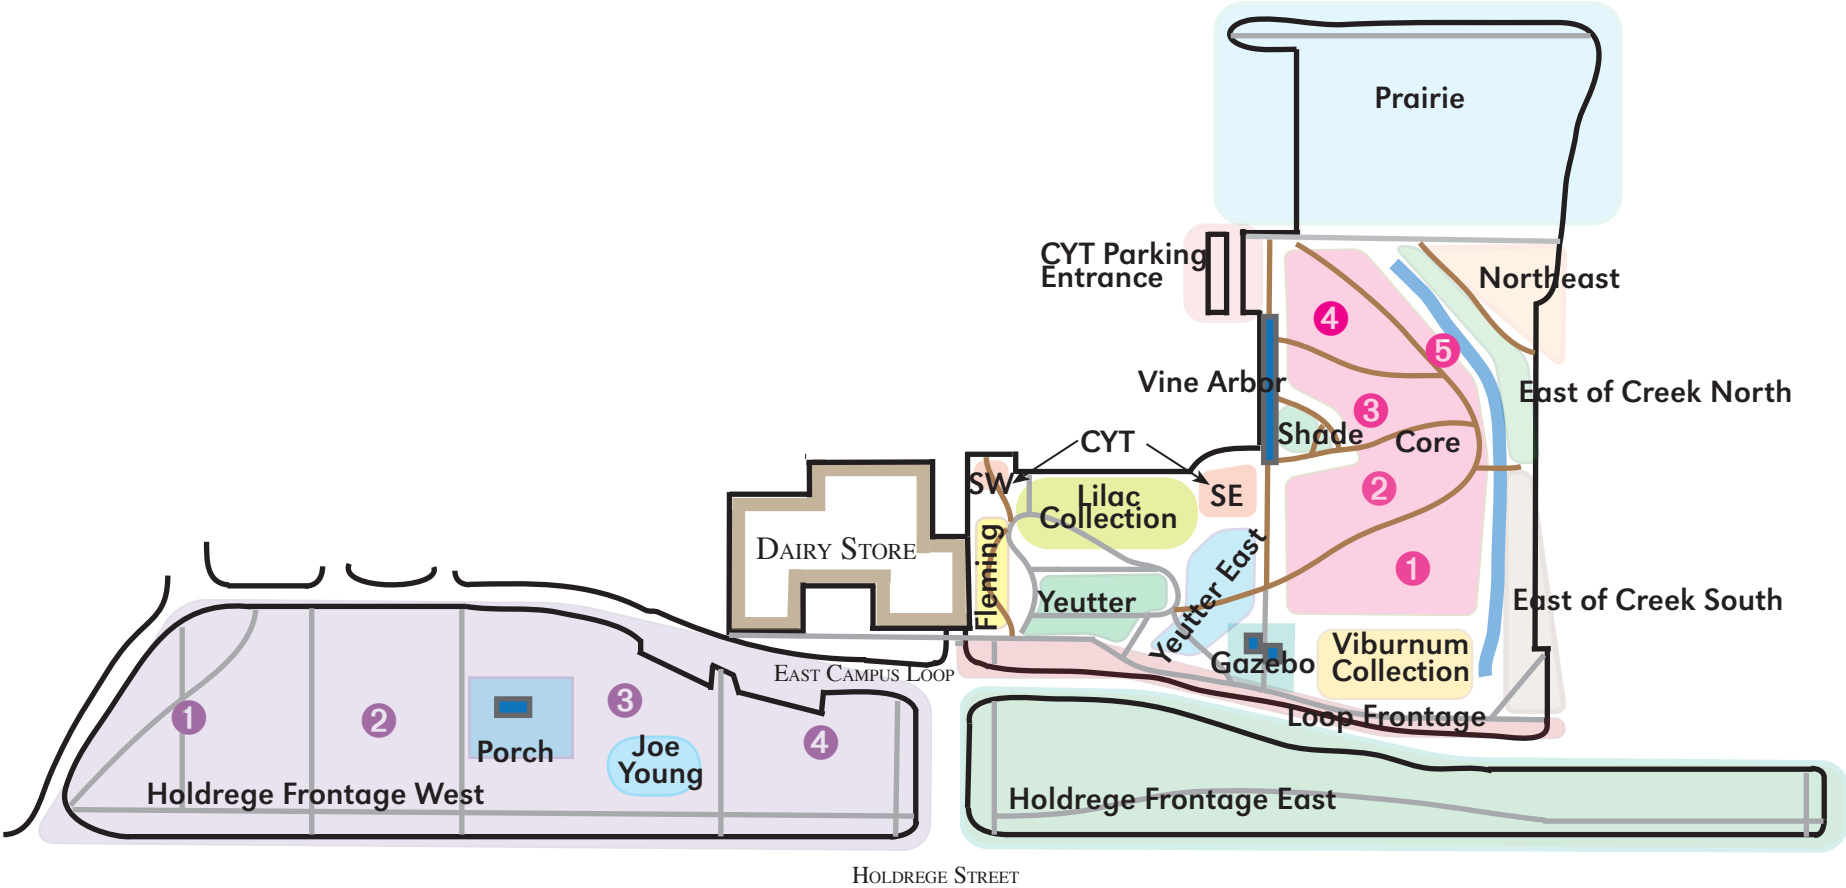 Prairie
CYT Parking
Entrance
Northeast
4
5
Vine Arbor
East of Creek North
3
Shade
Core
CYT
SW
SE
2
Lilac
Collection
DAIRY STORE
Fleming
Yeutter East
1
Yeutter
East of Creek South
Viburnum
Collection
Gazebo
EAST CAMPUS LOOP
Loop Frontage
1
2
3
4
Porch
Joe
Young
Holdrege Frontage West
Holdrege Frontage East
HOLDREGE STREET